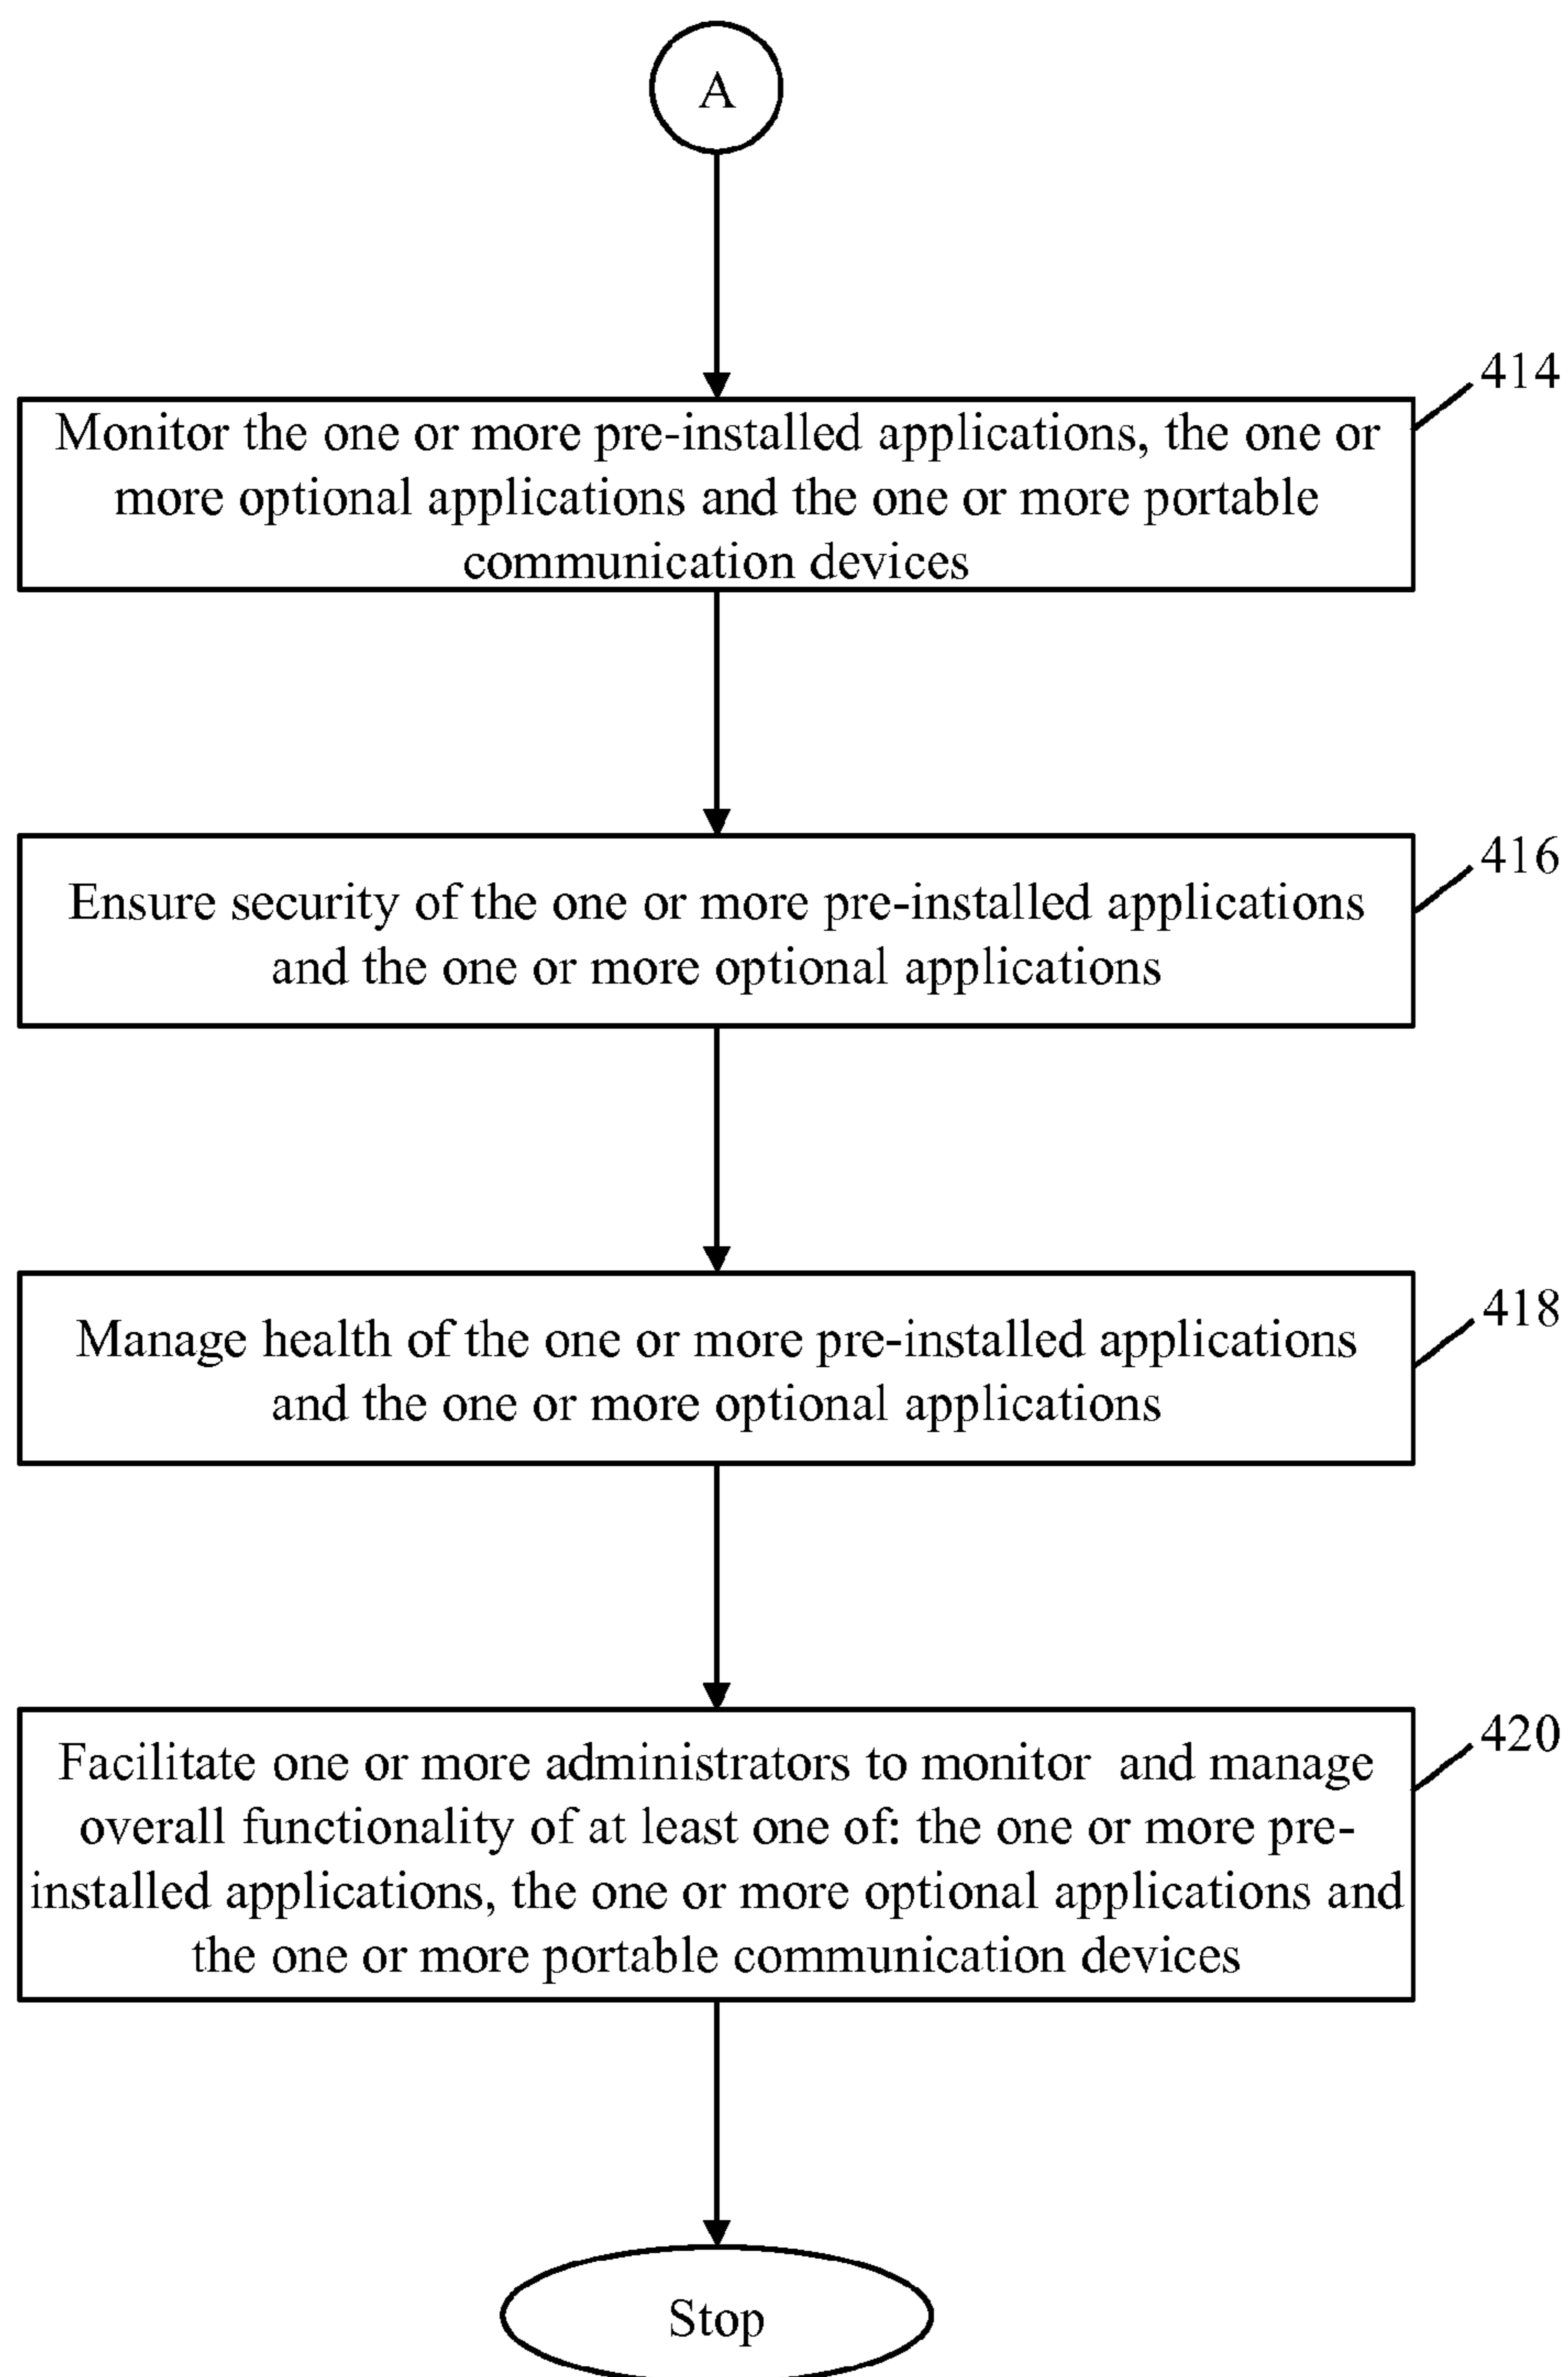 A
414
Monitor the one or more pre-installed applications, the one or
more optional applications and the one or more portable
communication devices
416
Ensure security of the one or more pre-installed applications
and the one or more optional applications
418
Manage health of the one or more pre-installed applications
and the one or more optional applications
420
Facilitate one or more administrators to monitor and manage
overall functionality of at least one of: the one or more pre-
installed applications, the one or more optional applications and
the one or more portable communication devices
Stop